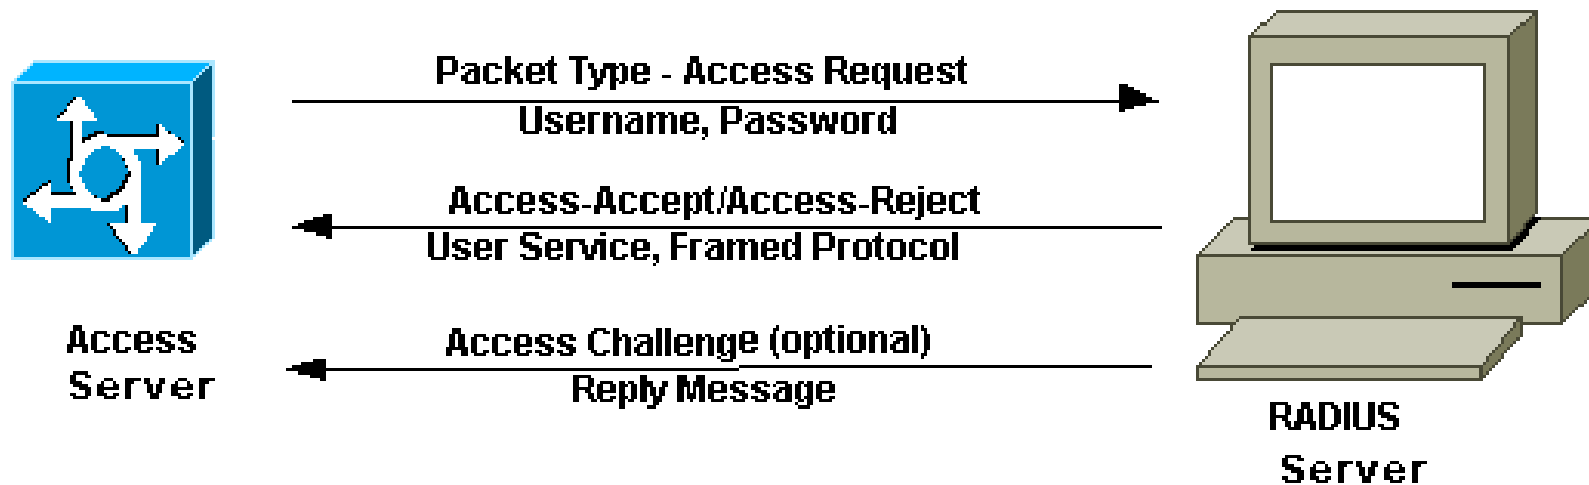 Packet Type - Access Request
Username, Password
Access-Accept/Access-Reject
User Service, Framed Protocol
Access Challenge (optional)
Reply Message
Access
Server
RADIUS
Server